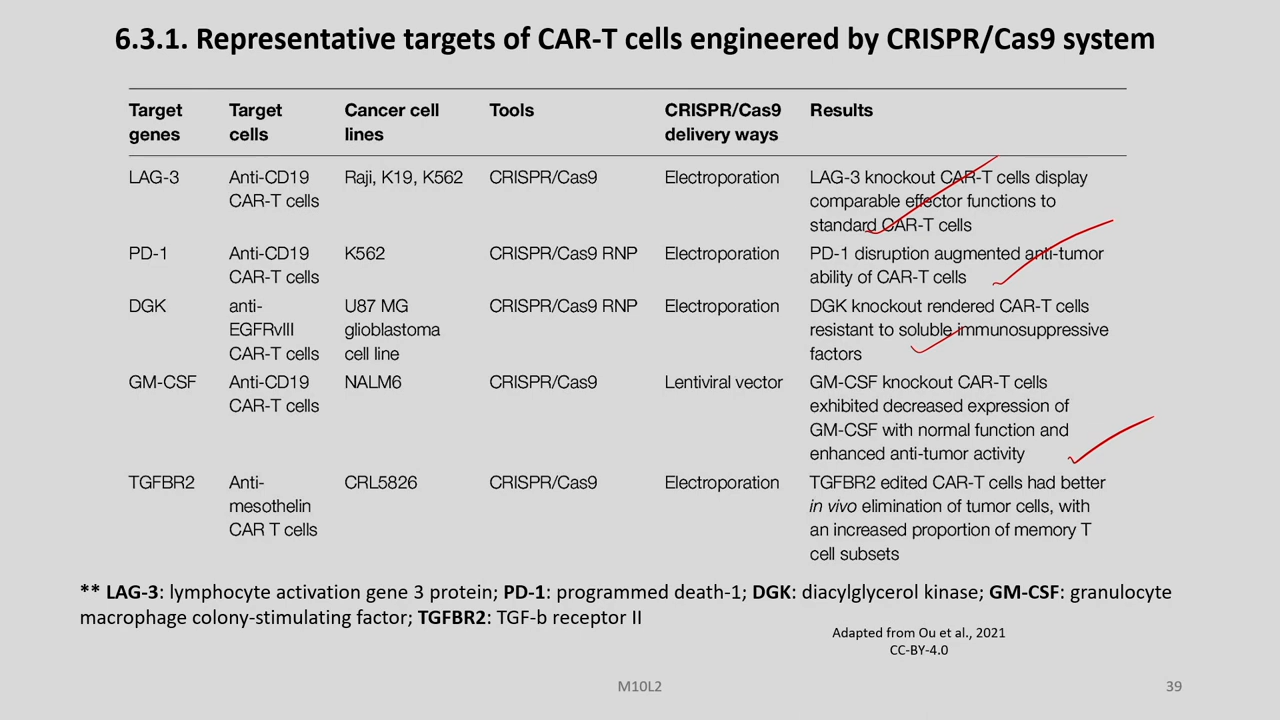 6.3.1. Representative targets of CAR-T cells engineered by CRISPR/Cas9 system
Target genes Target cells Cancer cell lines Tools CRISPR/Cas9 delivery ways Results
LAG-3 Anti-CD19 Raji, K19, K562 CRISPR/Cas9 Electroporation LAG-3 knockout CAR-T cells display
CAR-T cells comparable effector functions to
standard CAR-T cells
PD-1 Anti-CD19 K562 CRISPR/Cas9 RNP Electroporation PD-1 disruption augmented anti-tumor
CAR-T cells ability of CAR-T cells
DGK anti- U87 MG CRISPR/Cas9 RNP Electroporation DGK knockout rendered CAR-T cells
EGFRvIII glioblastoma resistant to soluble immunosuppressive
CAR-T cells cell line factors
GM-CSF Anti-CD19 NALM6 CRISPR/Cas9 Lentiviral vector GM-CSF knockout CAR-T cells
CAR-T cells exhibited decreased expression of
GM-CSF with normal function and
enhanced anti-tumor activity
TGFBR2 Anti- CRL5826 CRISPR/Cas9 Electroporation TGFBR2 edited CAR-T cells had better
mesothelin in vivo elimination of tumor cells, with
CAR T cells an increased proportion of memory T
cell subsets
** LAG-3: lymphocyte activation gene 3 protein; PD-1: programmed death-1; DGK: diacylglycerol kinase; GM-CSF: granulocyte
macrophage colony-stimulating factor; TGFBR2: TGF-b receptor II
Adapted from Ou et al., 2021
CC-BY-4.0
M10L2 39